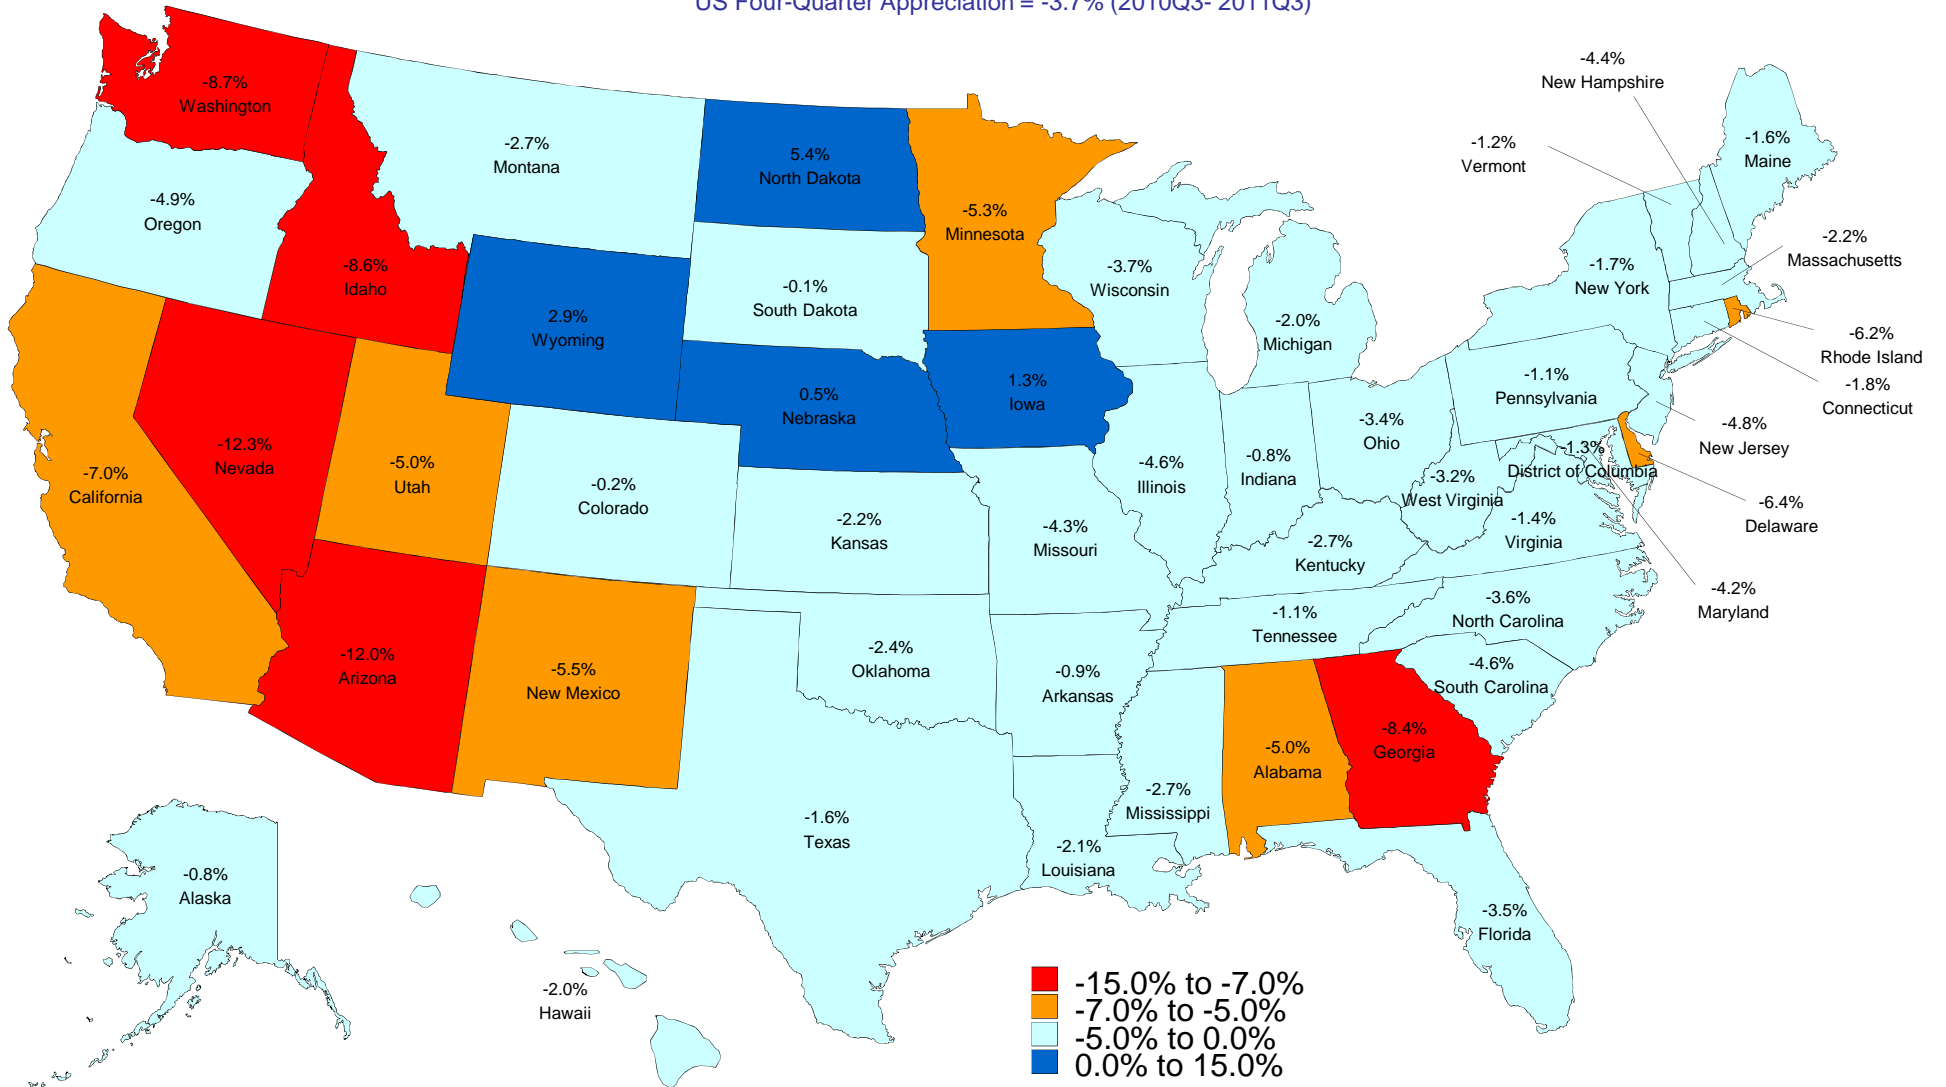 US Four-Quarter Appreciation = -3.7% (2010Q3- 2011Q3)
-8.7%
Washington
-4.9%
Oregon
-7.0%
California
-12.3%
Nevada
-8.6%
Idaho
-2.7%
Montana
2.9%
Wyoming
-5.0%
Utah
-0.2%
Colorado
-12.0%
Arizona
-5.5%
New Mexico
5.4%
North Dakota
-0.1%
South Dakota
0.5%
Nebraska
-2.2%
Kansas
-2.4%
Oklahoma
-1.6%
Texas
-5.3%
Minnesota
1.3%
Iowa
-4.3%
Missouri
-0.9%
Arkansas
-2.1%
Louisiana
-3.7%
Wisconsin
-4.6%
Illinois
-2.0%
Michigan
-0.8%
Indiana
-3.4%
Ohio
-2.7%
Kentucky
-1.1%
Tennessee
-2.7%
Mississippi
-5.0%
Alabama
-8.4%
Georgia
-3.5%
Florida
-4.6%
South Carolina
-3.6%
North Carolina
-1.4%
Virginia
-3.2%
West Virginia
-1.3%
District of Columbia
-4.2%
Maryland
-6.4%
Delaware
-4.8%
New Jersey
-1.1%
Pennsylvania
-1.7%
New York
-1.8%
Connecticut
-6.2%
Rhode Island
-2.2%
Massachusetts
-1.2%
Vermont
-4.4%
New Hampshire
-1.6%
Maine
-0.8%
Alaska
-2.0%
Hawaii
-15.0% to -7.0%
-7.0% to -5.0%
-5.0% to 0.0%
0.0% to 15.0%